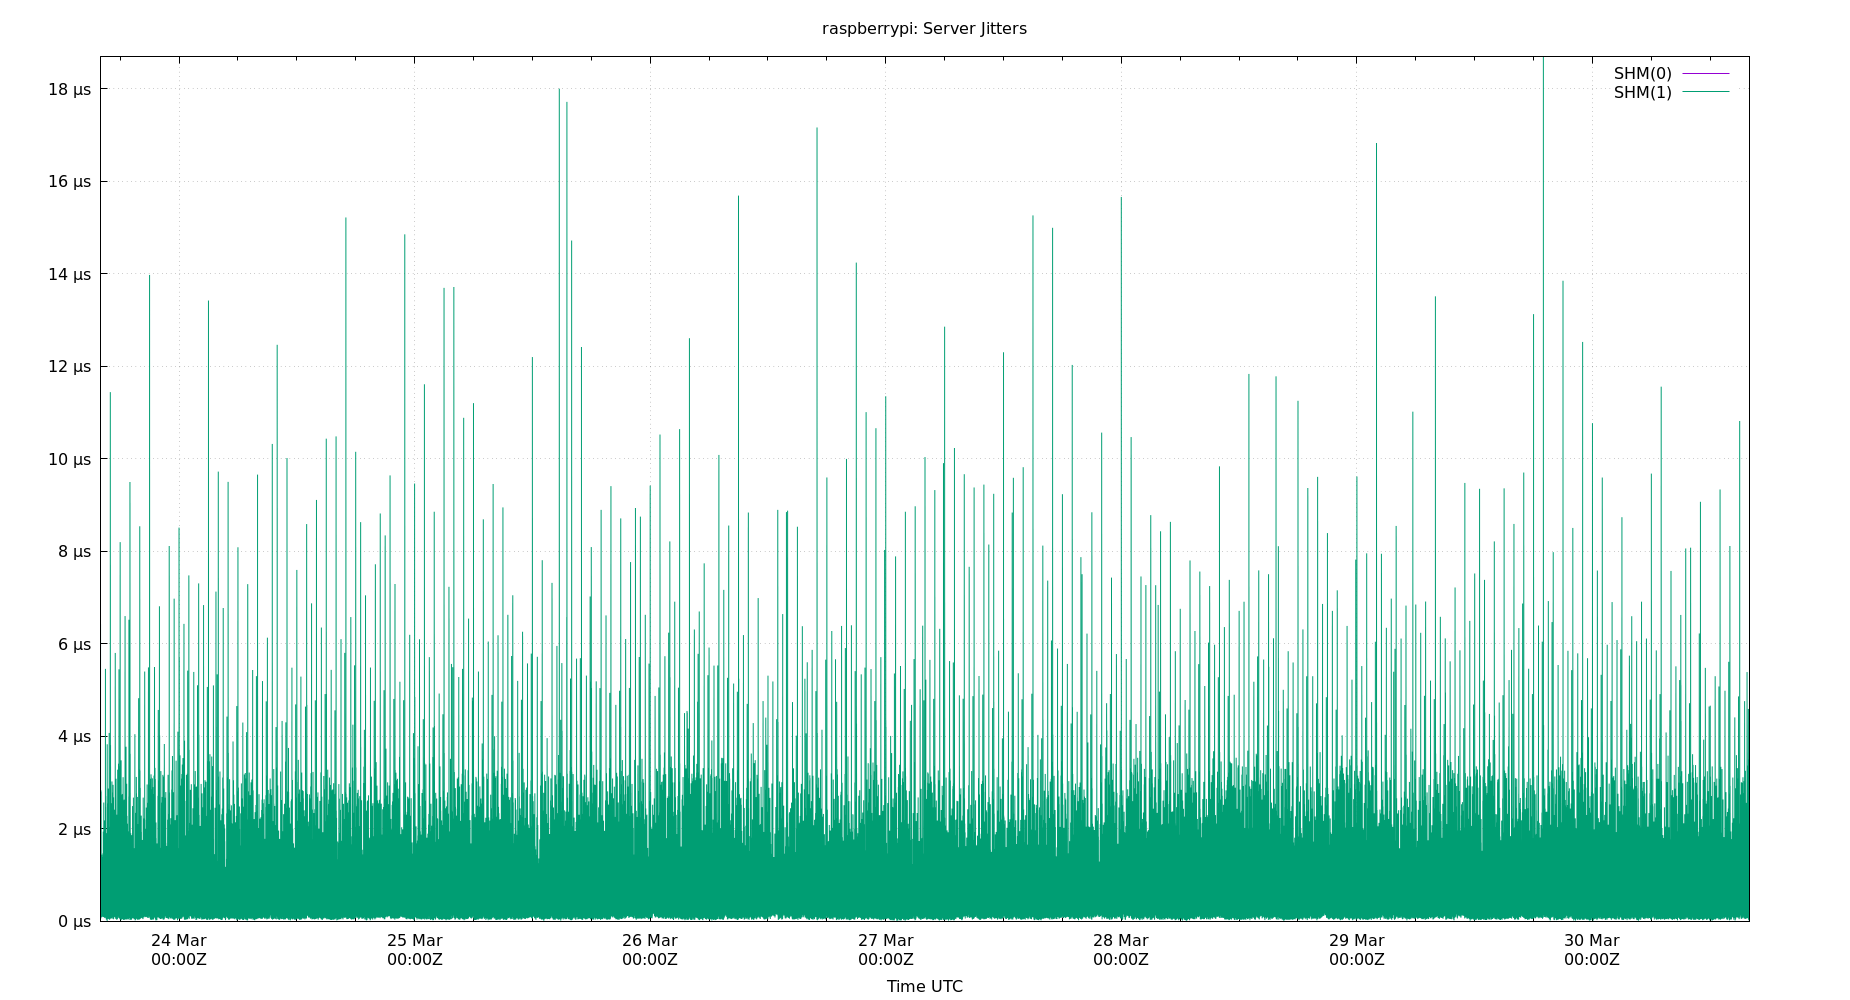 raspberrypi: Server Jitters
SHM(0)
SHM(1)
18 µs
16 µs
14 µs
12 µs
10 µs
8 µs
6 µs
4 µs
2 µs
0 µs
24 Mar 25 Mar 26 Mar 27 Mar 28 Mar 29 Mar 30 Mar
00:00Z 00:00Z 00:00Z 00:00Z 00:00Z 00:00Z 00:00Z
Time UTC